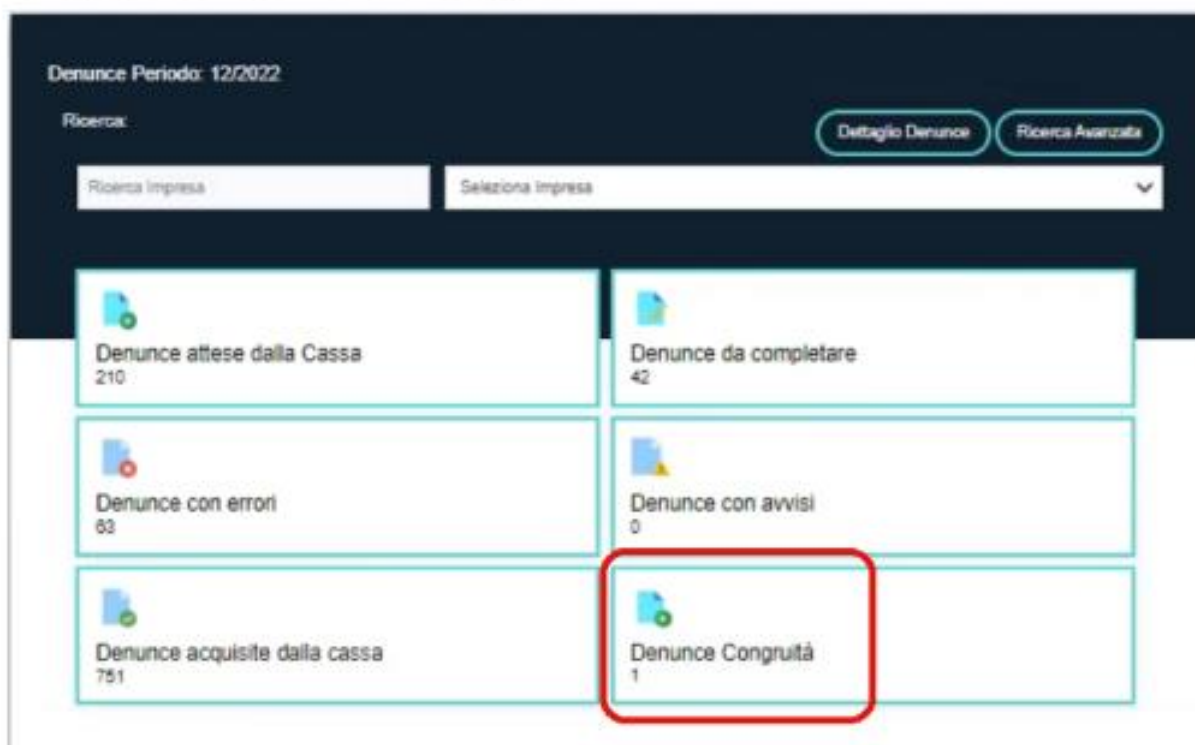 Denunce Periodo: 12/2022
Ricerca:
Dettaglio Denunce
Ricerca Avanzata
Ricerca Impresa
Seleziona Impresa
Denunce attese dalla Cassa
210
Denunce da completare
42
Denunce con errori
63
Denunce con avvisi
0
Denunce acquisite dalla cassa
751
Denunce Congruità
1